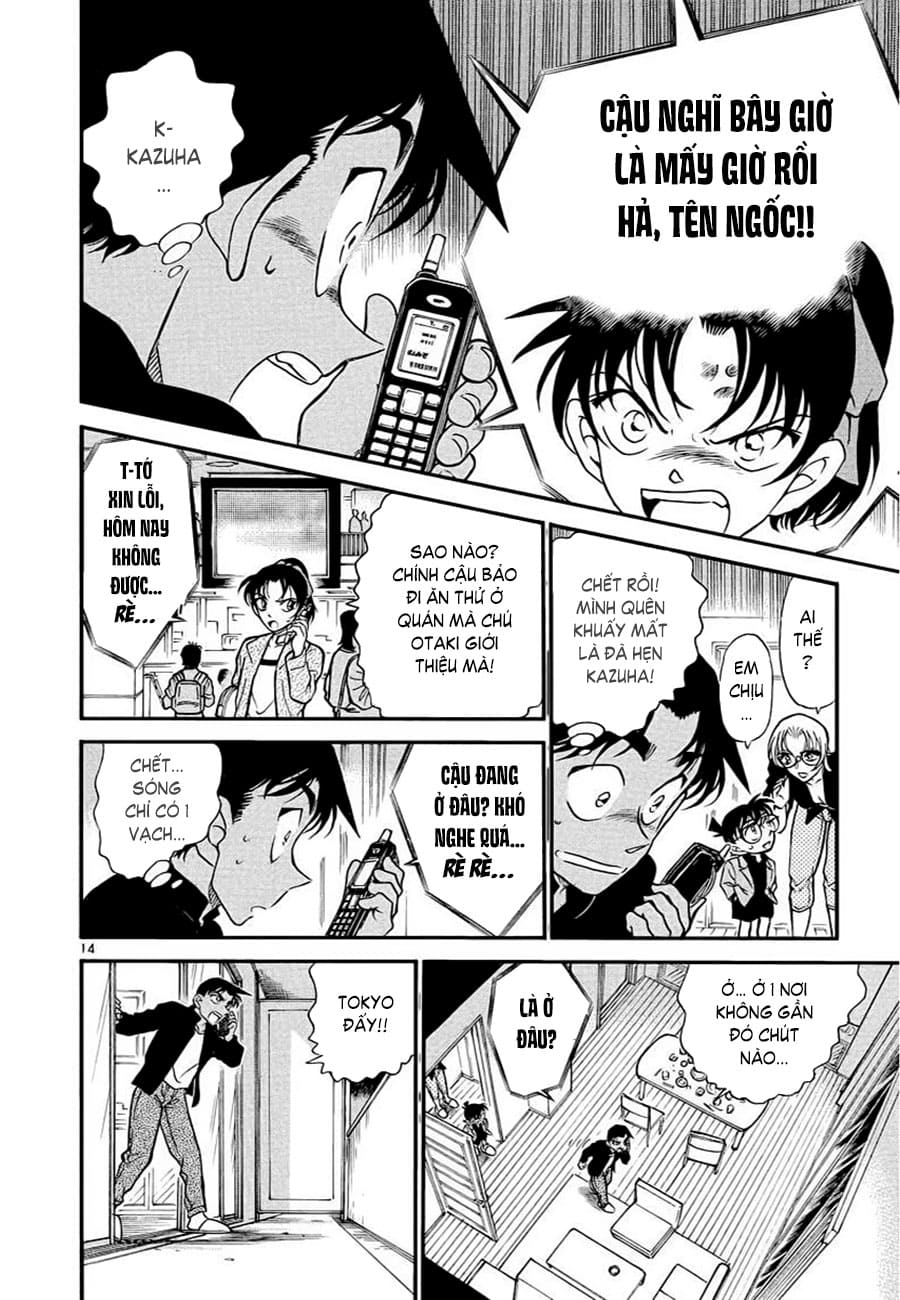 CẬU NGHĨ BÂY GIỜ
LÀ MẤY GIỜ RỒI
HẢ, TÊN NGỐC!!
K-
KAZUHA
...
AI
THẾ
?
EM
CHỊU
...
CHẾT RỒI!
MÌNH QUÊN
KHUẤY MẤT
LÀ ĐÃ HẸN
KAZUHA!
SAO NÀO?
CHÍNH CẬU BẢO
ĐI ĂN THỨ Ở
QUÁN MÀ CHÚ
OTAKI GIỚI
THIỆU MÀ!
T-TỚ
XIN LỖI,
HÔM NAY
KHÔNG
ĐƯỢC...
RÈ...
CẬU ĐANG
Ở ĐÂU? KHÓ
NGHE QUÁ...
RÈ RÈ...
CHẾT...
SÓNG
CHỈ CÓ 1
VẠCH...
14
Ở... Ở 1 NƠI
KHÔNG GẦN
ĐÓ CHÚT
NÀO...
LÀ Ở
ĐÂU?
TOKYO
ĐẤY!!